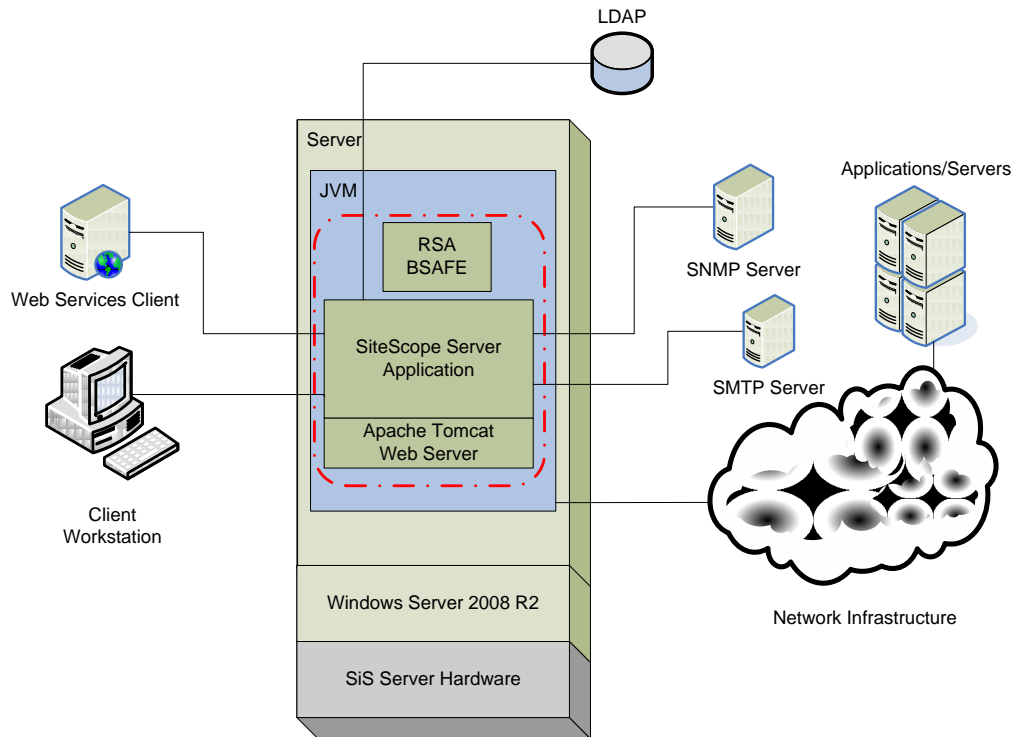 LDAP
Server
JVM
Applications/Servers
RSA
BSAFE
SNMP Server
Web Services Client
SiteScope Server
Application
SMTP Server
Apache Tomcat
Web Server
Client
Workstation
Windows Server 2008 R2
Network Infrastructure
SiS Server Hardware